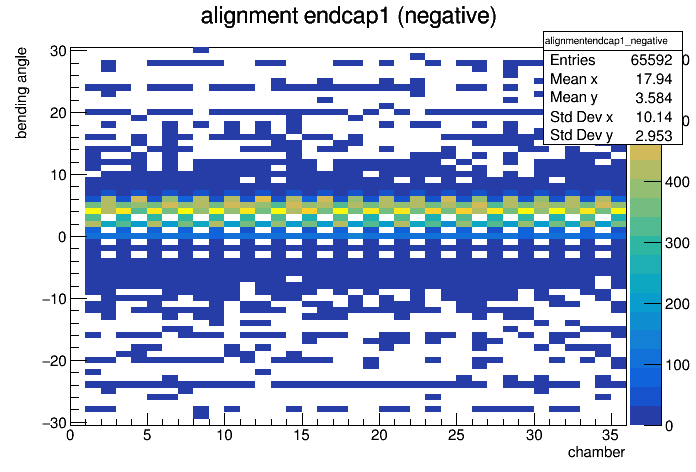 alignment endcap1 (negative)
alignmentendcap1_negative
Entries 65592
Mean x 17.94
Mean y 3.584
Std Dev x 10.14
Std Dev y 2.953
bending angle
30
20
10
0
−10
−20
−30
0 5 10 15 20 25 30 35
chamber
0
0
400
300
200
100
0